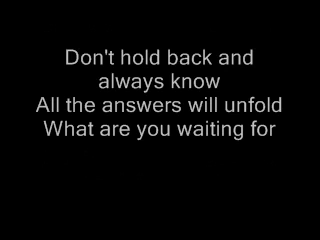 Don't hold back and
always know
All the answers will unfold
What are you waiting for